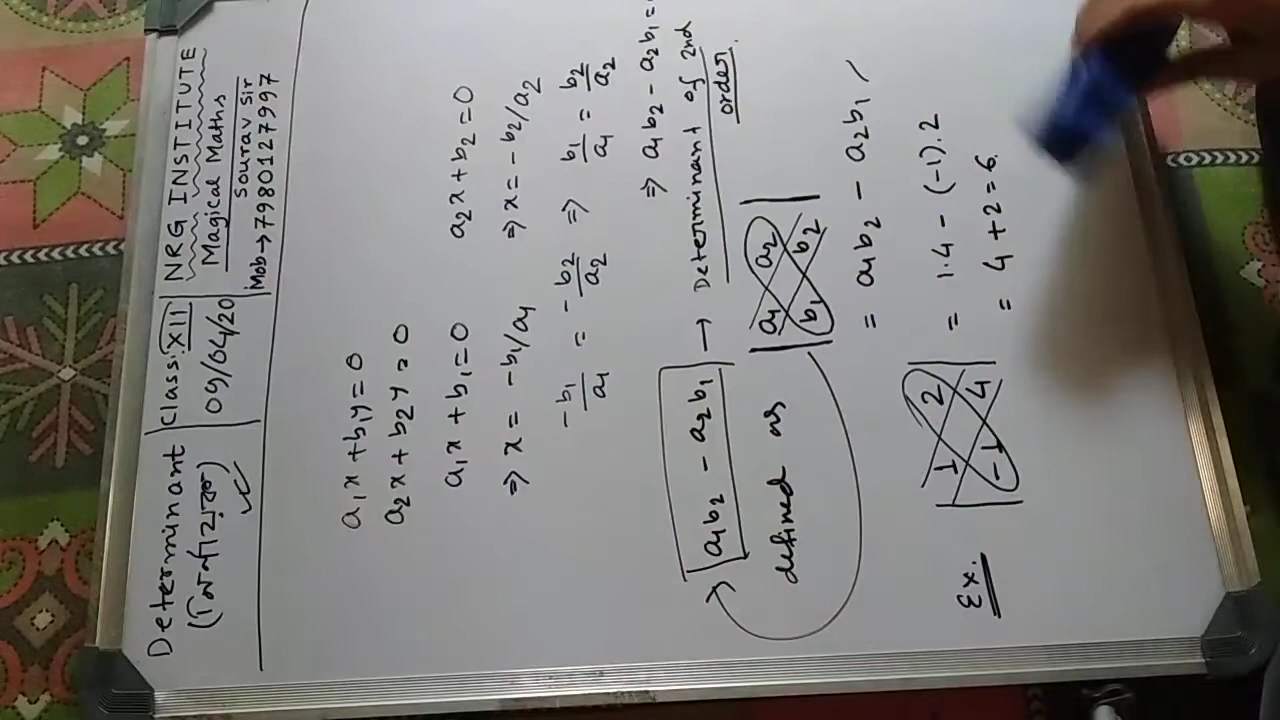 Determinant
(নির্ণায়ক)
Class: XII
09/04/20
NRG INSTITUTE
Magical Maths
Sourav Sir
Mob→7980127997
a₁x + b₁y = 0
a₂x + b₂y = 0
a₁x + b₁ = 0 a₂x + b₂ = 0
⇒ x = -b₁/a₁ ⇒ x = -b₂/a₂
-b₁/a₁ = -b₂/a₂ ⇒ b₁/a₁ = b₂/a₂
⇒ a₁b₂ - a₂b₁ =
a₁b₂ - a₂b₁ → Determinant of 2nd
order.
defined as
| a₁ a₂ |
| b₁ b₂ |
= a₁b₂ - a₂b₁
Ex.
| 1 2 |
| -1 4 |
= 1.4 - (-1).2
= 4 + 2 = 6.